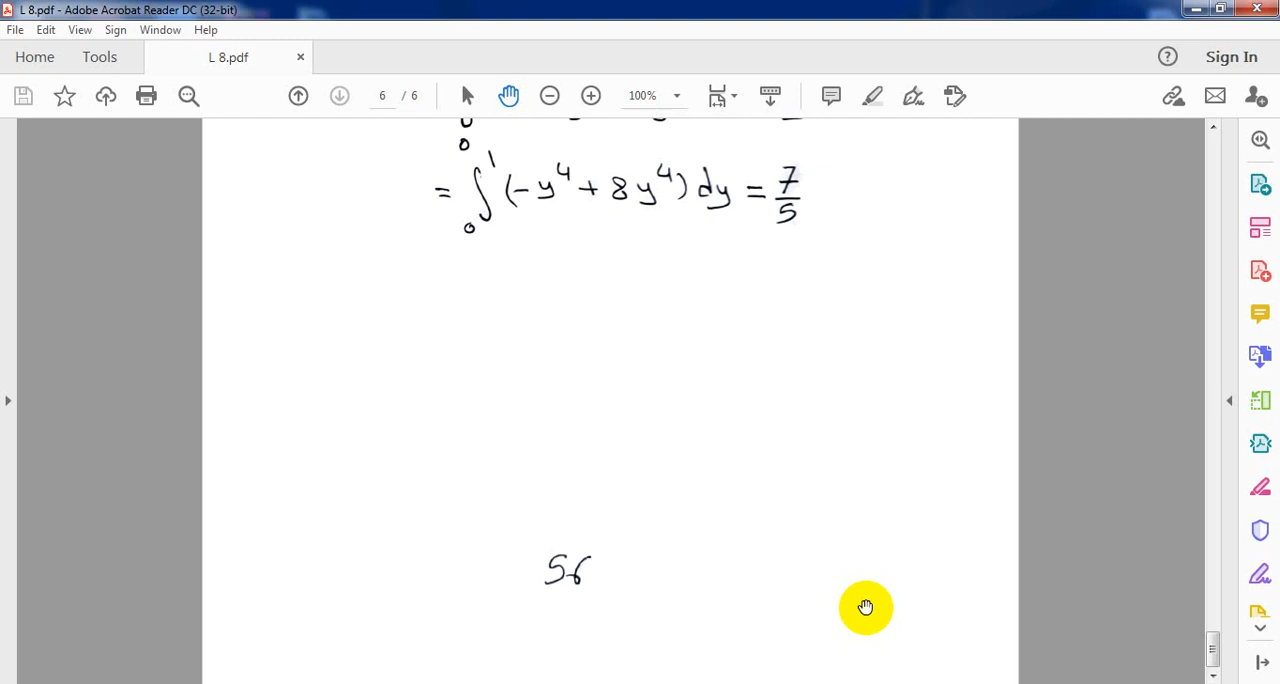 L 8.pdf - Adobe Acrobat Reader DC (32-bit)
File Edit View Sign Window Help
Home Tools L 8.pdf × Sign In
6 / 6 100%
0
= ∫₀¹ (-y⁴ + 8y⁴) dy = 7/5
56